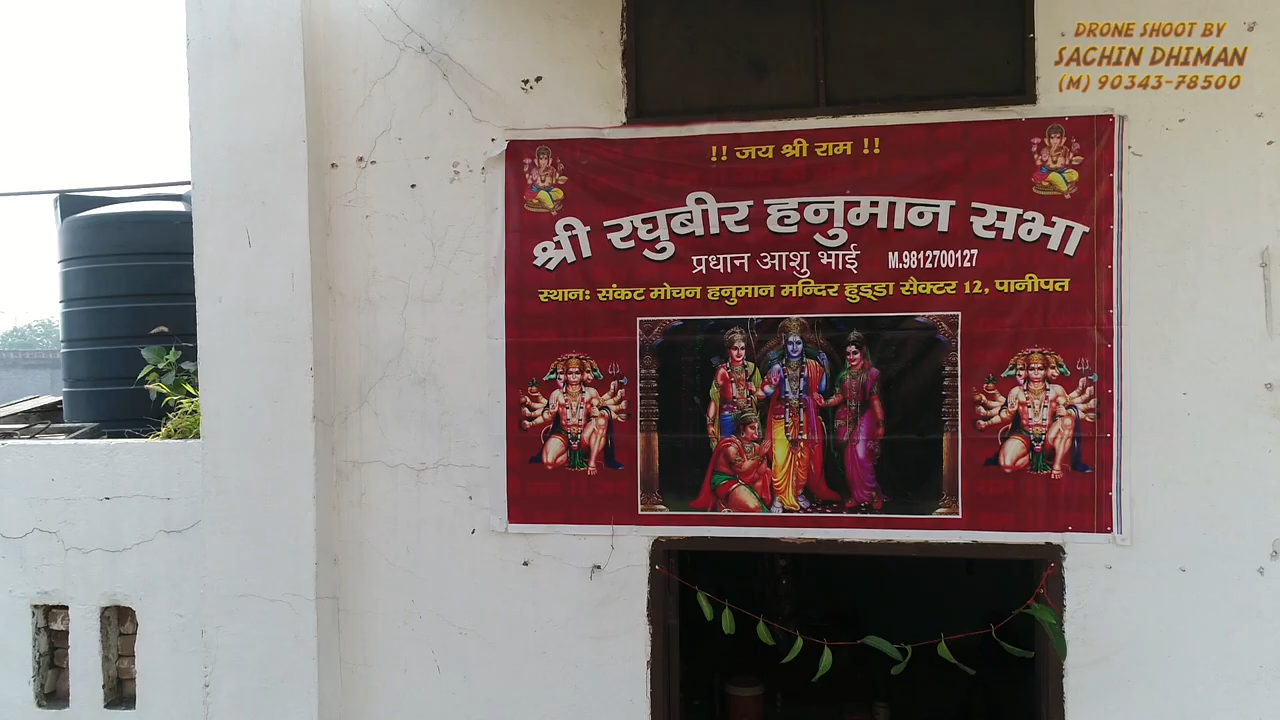 DRONE SHOOT BY
SACHIN DHIMAN
(M) 90343-78500
!! जय श्री राम !!
श्री रघुबीर हनुमान सभा
प्रधान आशु भाई M.9812700127
स्थानः संकट मोचन हनुमान मन्दिर हुड्डा सैक्टर 12, पानीपत